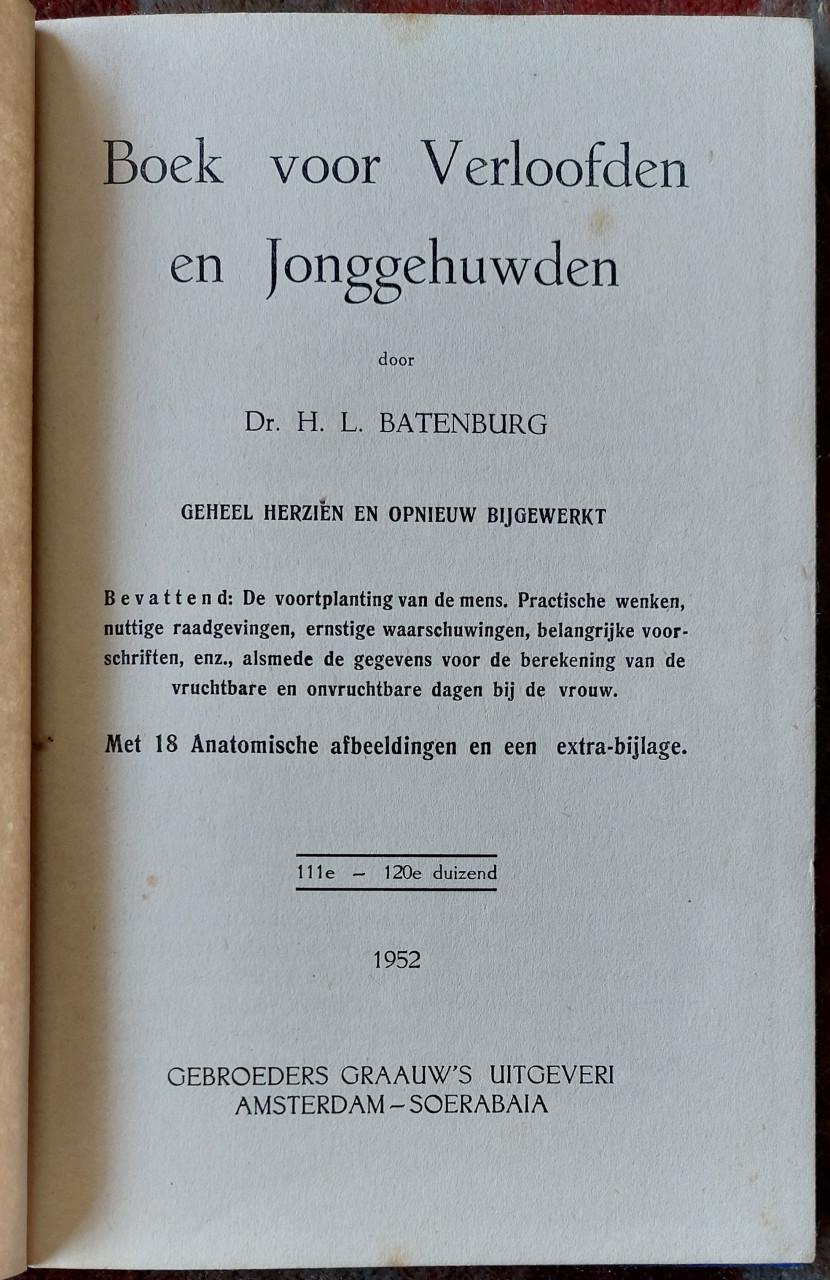 Boek voor Verloofden
en Jonggehuwden
door
Dr. H. L. BATENBURG
GEHEEL HERZIËN EN OPNIEUW BIJGEWERKT
Bevattend: De voortplanting van de mens. Practische wenken,
nuttige raadgevingen, ernstige waarschuwingen, belangrijke voor-
schriften, enz., alsmede de gegevens voor de berekening van de
vruchtbare en onvruchtbare dagen bij de vrouw.
Met 18 Anatomische afbeeldingen en een extra-bijlage.
111e – 120e duizend
1952
GEBROEDERS GRAAUW'S UITGEVERI
AMSTERDAM – SOERABAIA